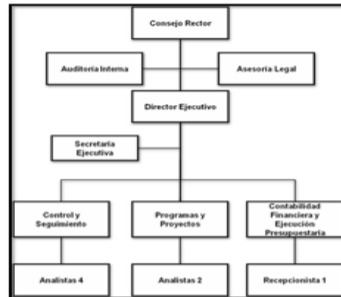 Consejo Rector
Auditoría Interna
Asesoría Legal
Director Ejecutivo
Secretaria
Ejecutiva
Control y
Seguimiento
Programas y
Proyectos
Contabilidad
Financiera y
Ejecución
Presupuestaria
Analistas 4
Analistas 2
Recepcionista 1